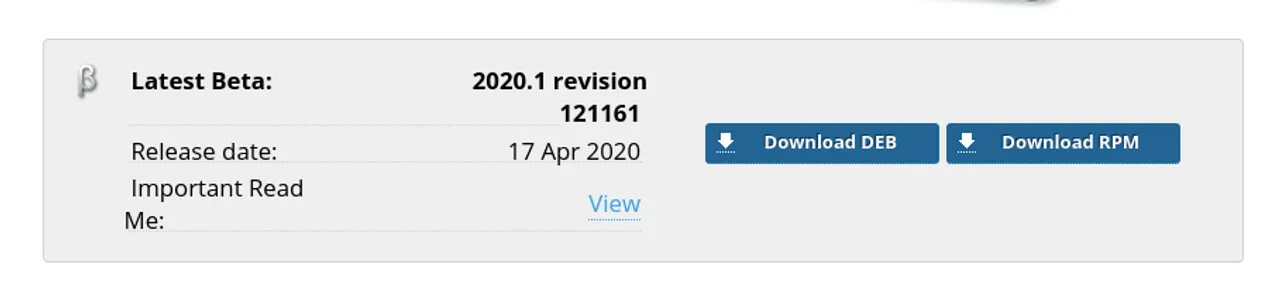 β
Latest Beta: 2020.1 revision
121161
Release date: 17 Apr 2020
Important Read
Me: View
Download DEB
Download RPM